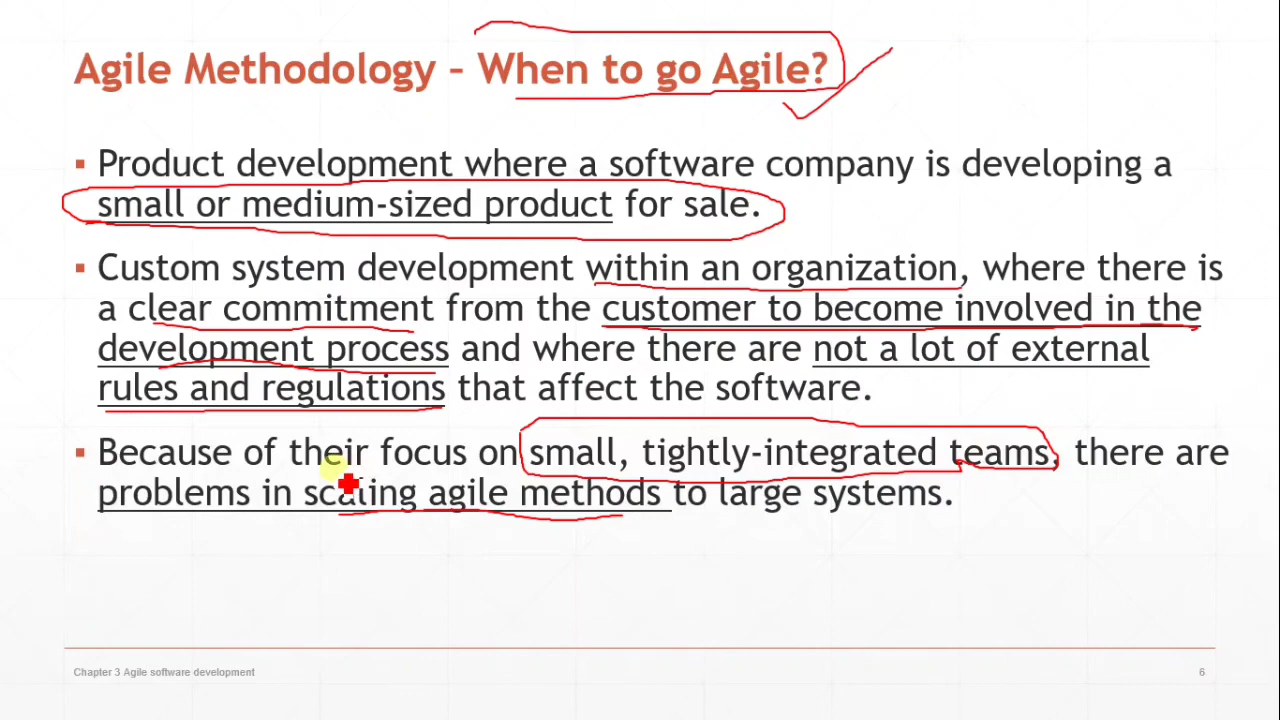 Agile Methodology – When to go Agile?
▪ Product development where a software company is developing a
small or medium-sized product for sale.
▪ Custom system development within an organization, where there is
a clear commitment from the customer to become involved in the
development process and where there are not a lot of external
rules and regulations that affect the software.
▪ Because of their focus on small, tightly-integrated teams, there are
problems in scaling agile methods to large systems.
Chapter 3 Agile software development
6